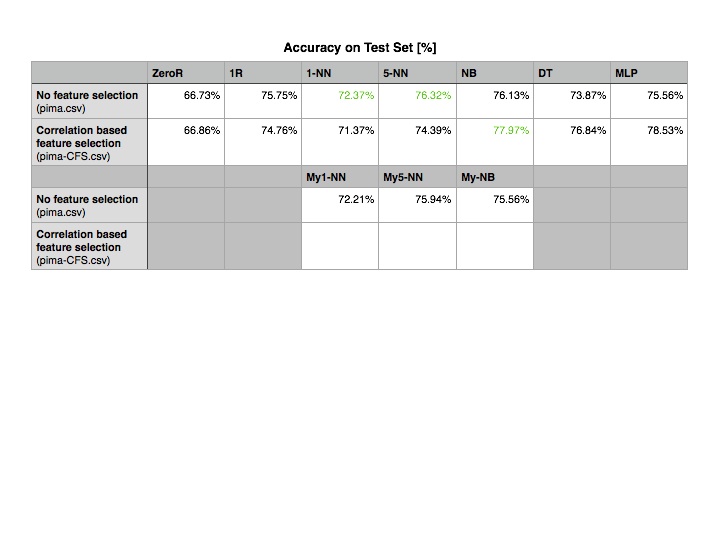 Accuracy on Test Set [%]
ZeroR 1R 1-NN 5-NN NB DT MLP
No feature selection (pima.csv) 66.73% 75.75% 72.37% 76.32% 76.13% 73.87% 75.56%
Correlation based feature selection (pima-CFS.csv) 66.86% 74.76% 71.37% 74.39% 77.97% 76.84% 78.53%
My1-NN My5-NN My-NB
No feature selection (pima.csv) 72.21% 75.94% 75.56%
Correlation based feature selection (pima-CFS.csv)